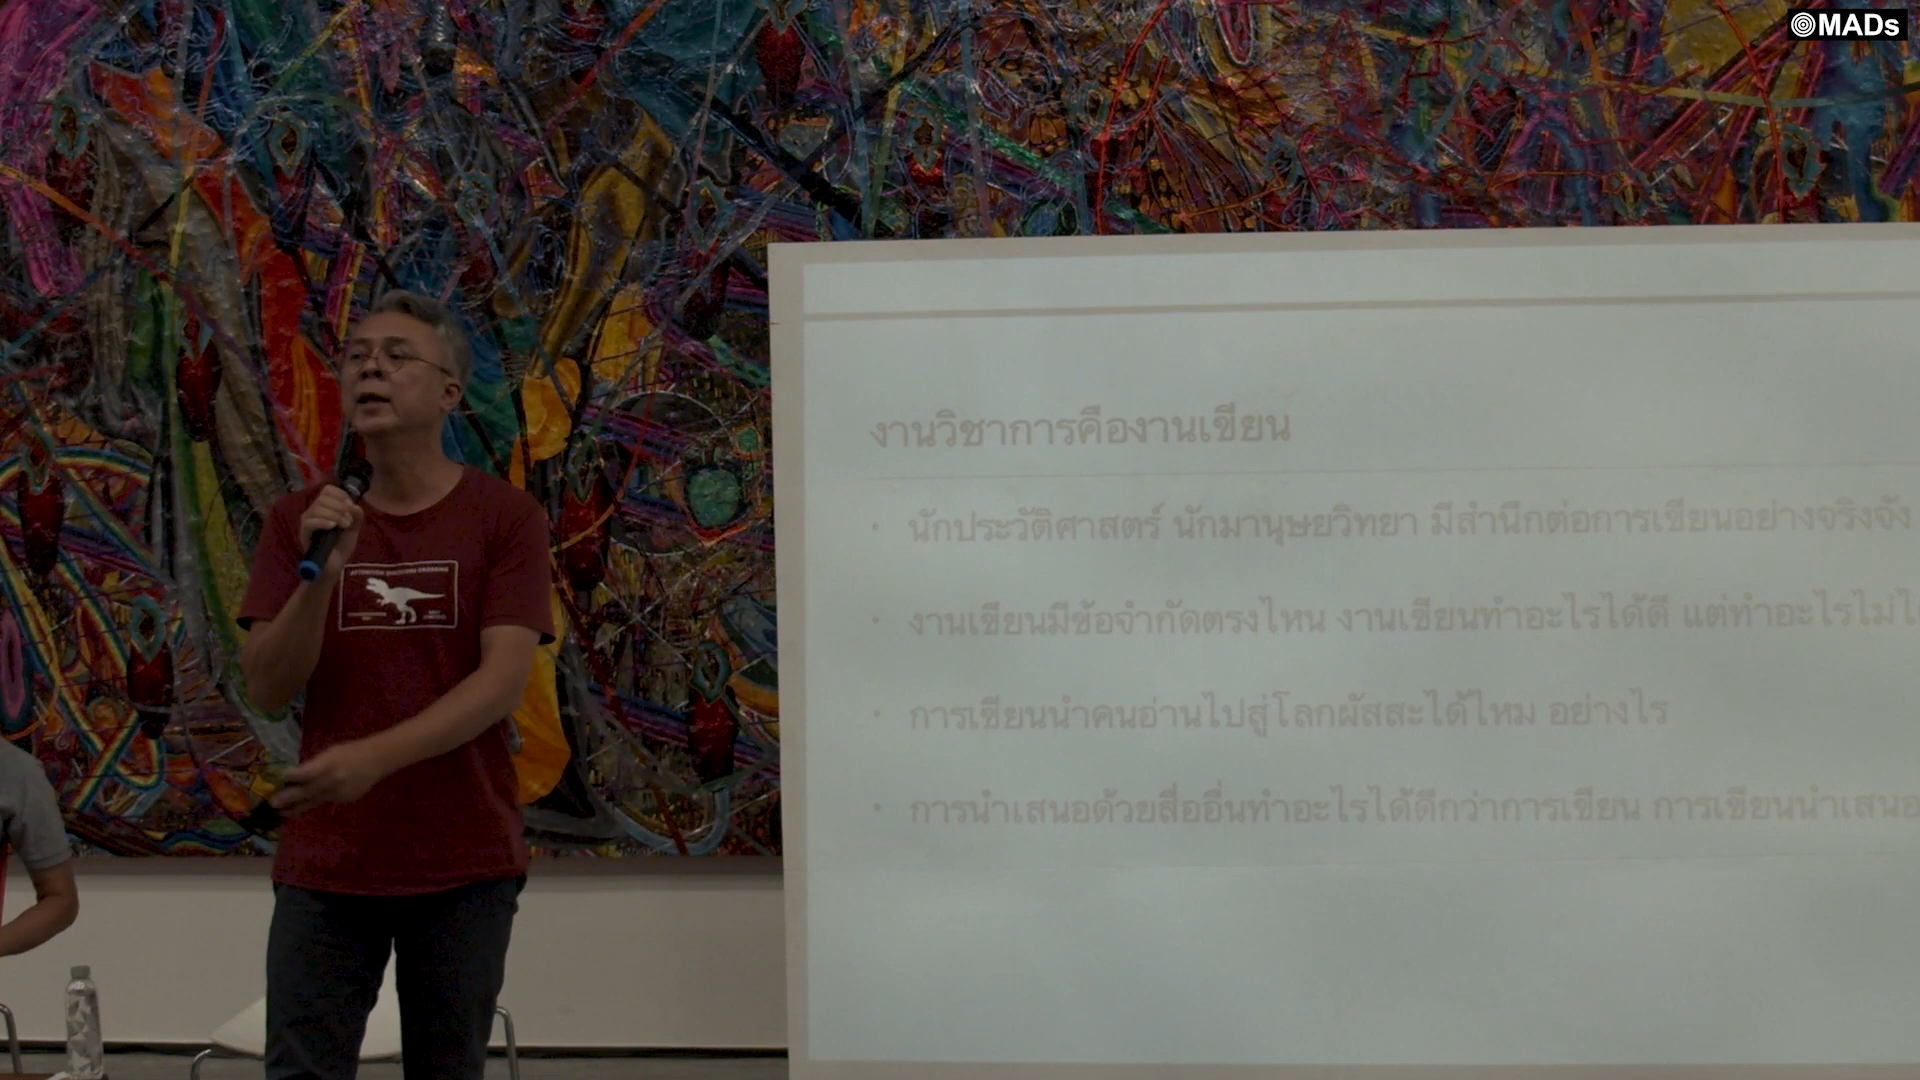 MADs
งานวิชาการคืองานเขียน
• นักประวัติศาสตร์ นักมานุษยวิทยา มีสำนึกต่อการเขียนอย่างจริงจัง
• งานเขียนมีข้อจำกัดตรงไหน งานเขียนทำอะไรได้ดี แต่ทำอะไรไม่
• การเขียนนำคนอ่านไปสู่โลกผัสสะได้ไหม อย่างไร
• การนำเสนอด้วยสื่ออื่นทำอะไรได้ดีกว่าการเขียน การเขียนนำเสนอ
ATTENTION DINOSAURS CROSSING